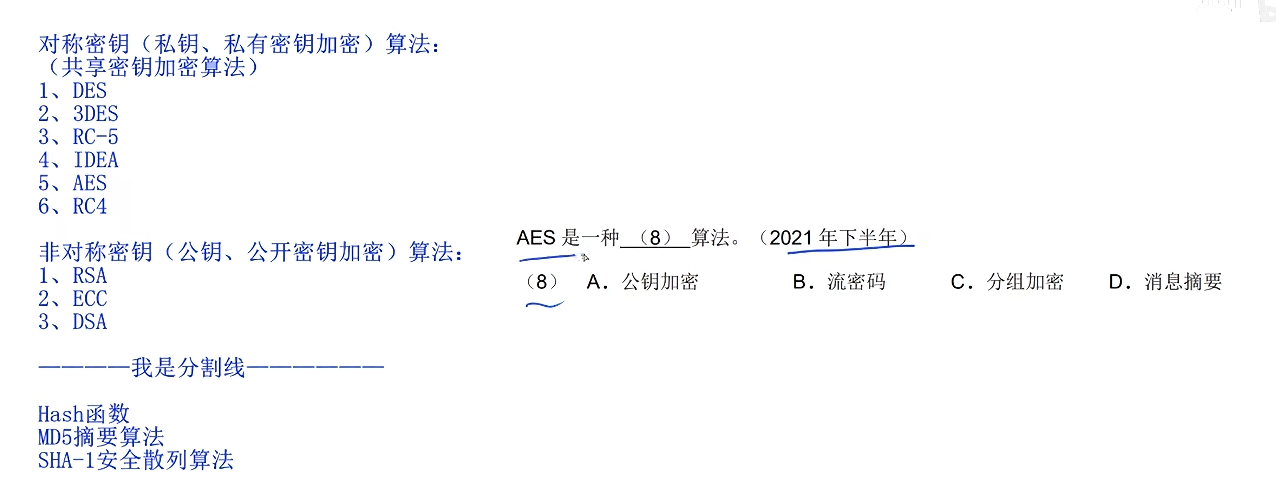 对称密钥（私钥、私有密钥加密）算法：
（共享密钥加密算法）
1、DES
2、3DES
3、RC-5
4、IDEA
5、AES
6、RC4
非对称密钥（公钥、公开密钥加密）算法：
1、RSA
2、ECC
3、DSA
————我是分割线——————
Hash函数
MD5摘要算法
SHA-1安全散列算法
AES 是一种 （8） 算法。（2021 年下半年）
（8） A．公钥加密 B．流密码 C．分组加密 D．消息摘要